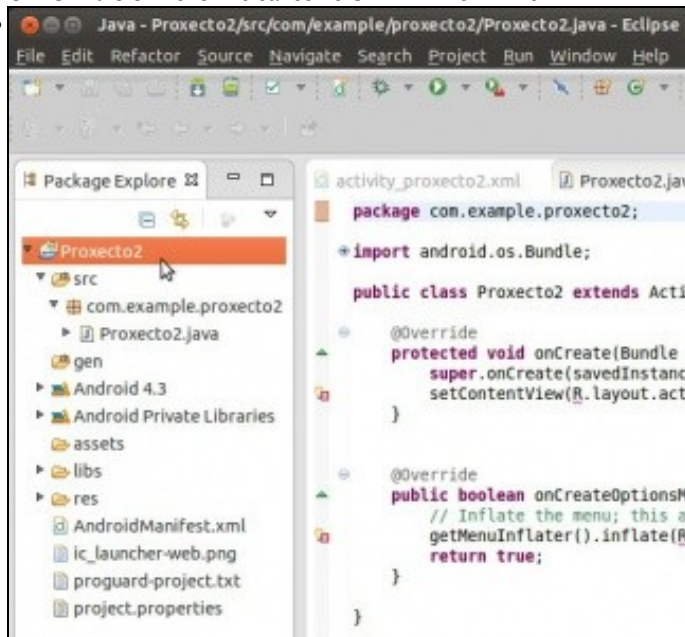 Java - Proxecto2/src/com/example/proxecto2/Proxecto2.java - Eclipse
File Edit Refactor Source Navigate Search Project Run Window Help
Package Explore
activity_proxecto2.xml
Proxecto2.jav
Proxecto2
src
com.example.proxecto2
Proxecto2.java
gen
Android 4.3
Android Private Libraries
assets
libs
res
AndroidManifest.xml
ic_launcher-web.png
proguard-project.txt
project.properties
package com.example.proxecto2;
import android.os.Bundle;
public class Proxecto2 extends Acti
@Override
protected void onCreate(Bundle
super.onCreate(savedInstanc
setContentView(R.layout.act
}
@Override
public boolean onCreateOptionsM
// Inflate the menu; this a
getMenuInflater().inflate(R
return true;
}
}